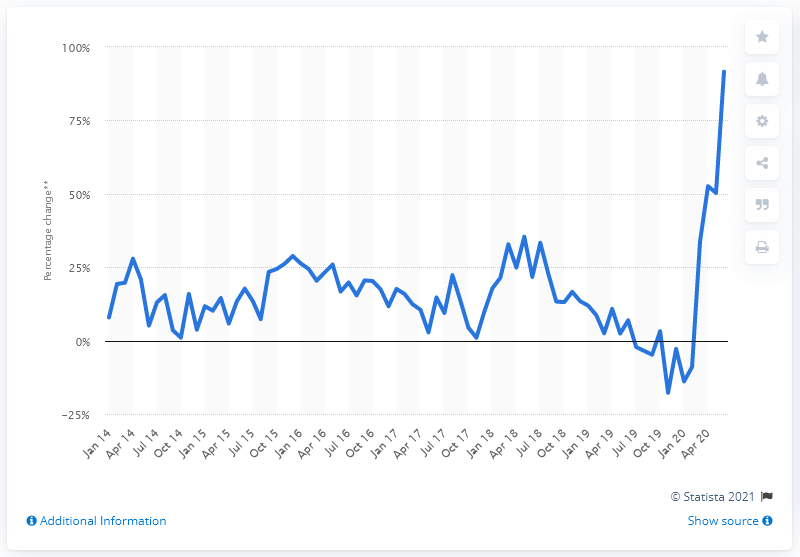 100%
75%
50%
25%
0%
-25%
Percentage change**
Jan 14
Apr 14
Jul 14
Oct 14
Jan 15
Apr 15
Jul 15
Oct 15
Jan 16
Apr 16
Jul 16
Oct 16
Jan 17
Apr 17
Jul 17
Oct 17
Jan 18
Apr 18
Jul 18
Oct 18
Jan 19
Apr 19
Jul 19
Oct 19
Jan 20
Apr 20
© Statista 2021
Additional Information
Show source